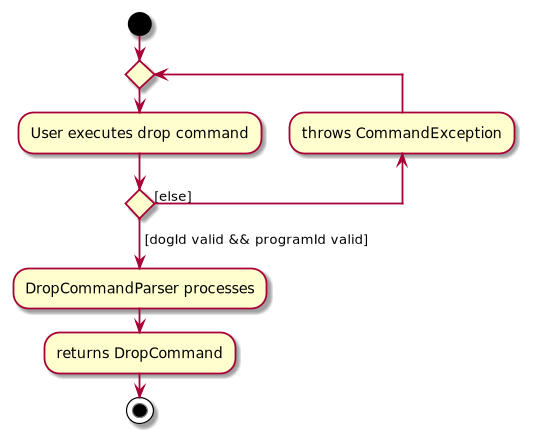 User executes drop command
throws CommandException
[else]
[dogId valid && programId valid]
DropCommandParser processes
returns DropCommand